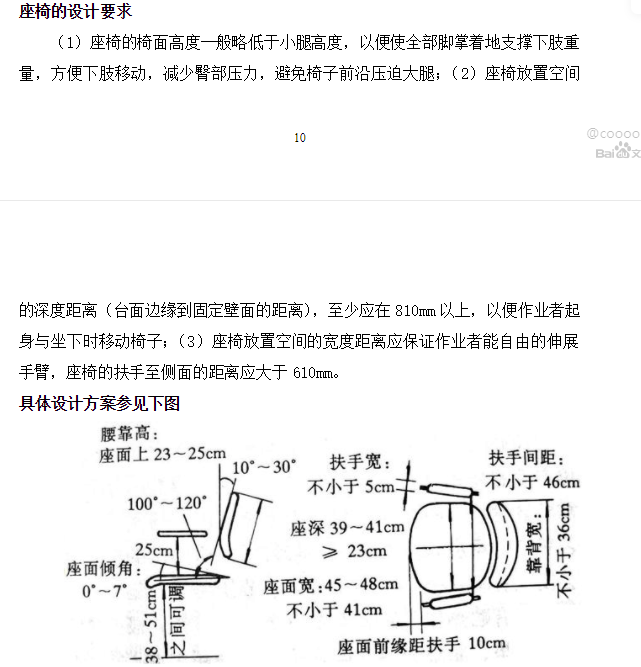 座椅的设计要求
（1）座椅的椅面高度一般略低于小腿高度，以便使全部脚掌着地支撑下肢重
量，方便下肢移动，减少臀部压力，避免椅子前沿压迫大腿；（2）座椅放置空间
10
@coooo
Bai 文
的深度距离（台面边缘到固定壁面的距离），至少应在 810mm 以上，以便作业者起
身与坐下时移动椅子；（3）座椅放置空间的宽度距离应保证作业者能自由的伸展
手臂，座椅的扶手至侧面的距离应大于 610mm。
具体设计方案参见下图
腰靠高：
座面上 23～25cm
10°～30°
100°～120°
25cm
座面倾角：
0°～7°
38～51cm
之间可调
扶手宽：
不小于 5cm
扶手间距：
不小于 46cm
座深 39～41cm
≥ 23cm
座面宽：45～48cm
不小于 41cm
靠背宽：
不小于 36cm
座面前缘距扶手 10cm